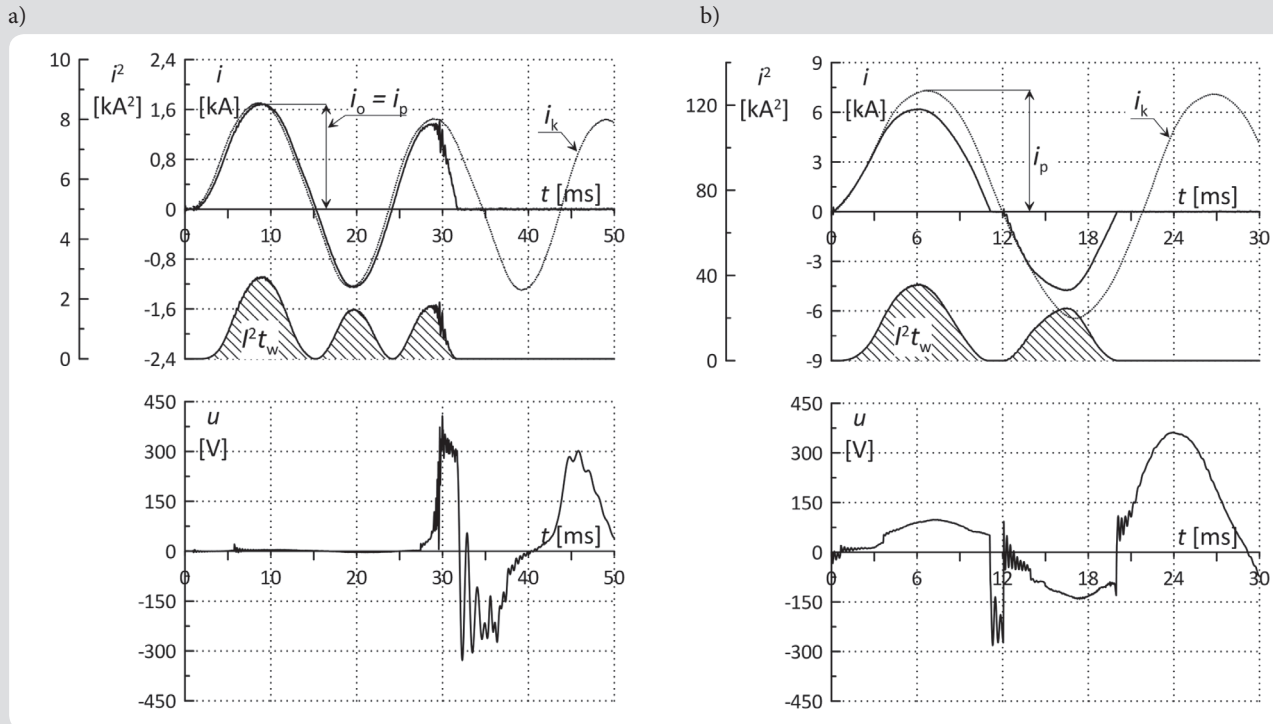 a)
b)
10
8
6
4
2
0
i²
[kA²]
2,4
1,6
0,8
0
-0,8
-1,6
-2,4
i
[kA]
iₒ = iₚ
iₖ
t [ms]
0 10 20 30 40 50
I²t_w
120
80
40
0
i²
[kA²]
9
6
3
0
-3
-6
-9
i
[kA]
iₚ
iₖ
t [ms]
0 6 12 18 24 30
I²t_w
450
300
150
0
-150
-300
-450
u
[V]
t [ms]
0 10 20 30 40 50
450
300
150
0
-150
-300
-450
u
[V]
t [ms]
0 6 12 18 24 30